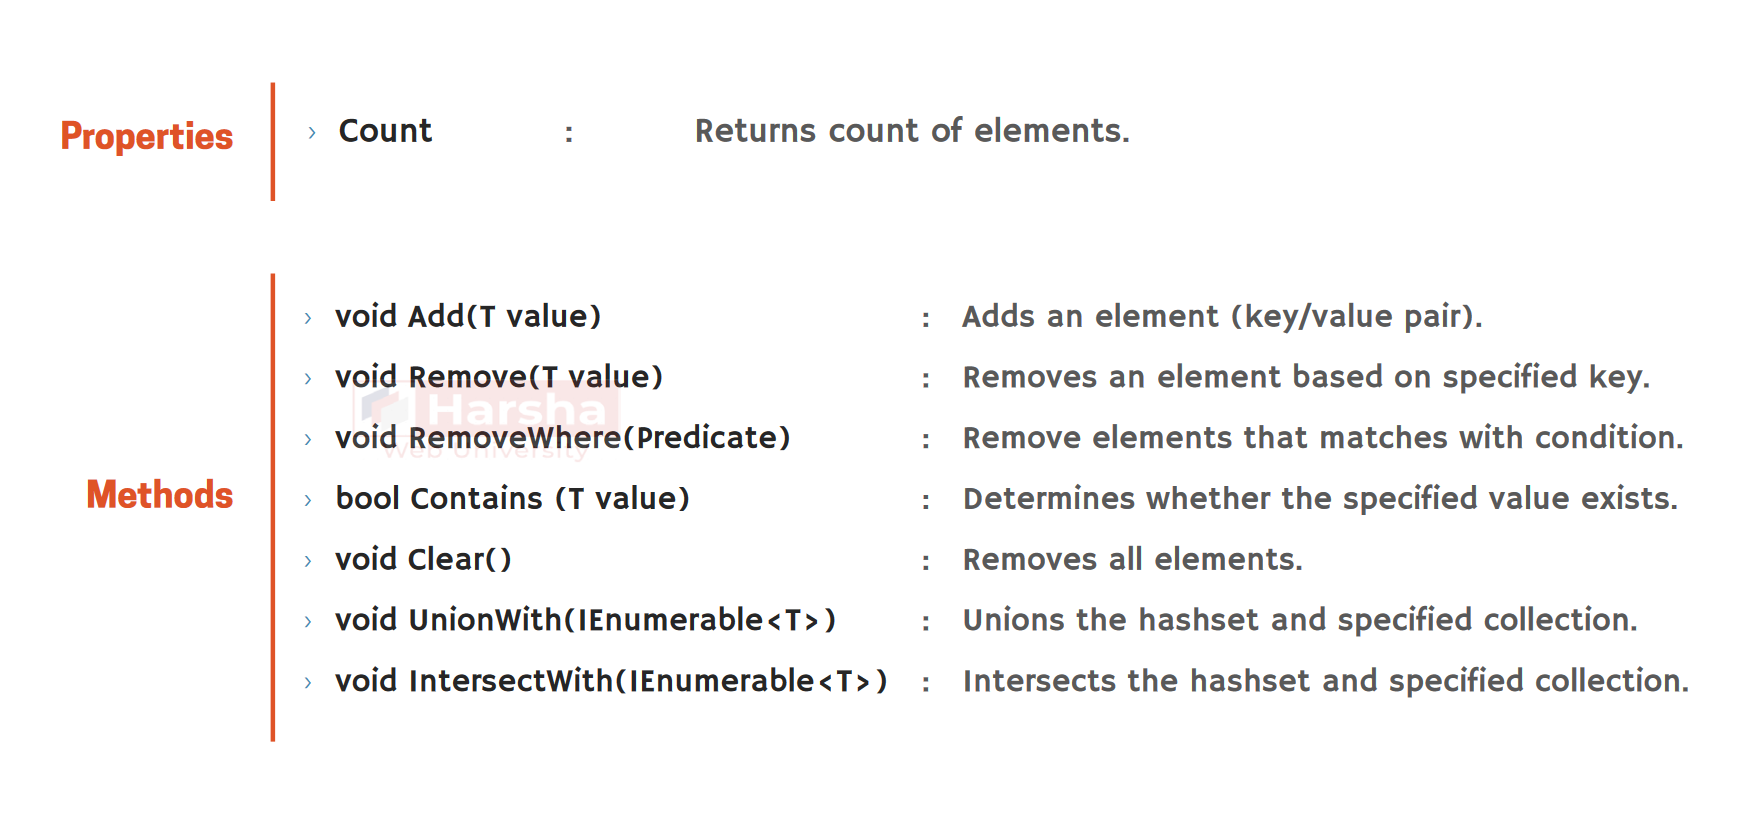 Properties
› Count : Returns count of elements.
Methods
› void Add(T value) : Adds an element (key/value pair).
› void Remove(T value) : Removes an element based on specified key.
Harsha
› void RemoveWhere(Predicate) : Remove elements that matches with condition.
Web University
› bool Contains (T value) : Determines whether the specified value exists.
› void Clear() : Removes all elements.
› void UnionWith(IEnumerable<T>) : Unions the hashset and specified collection.
› void IntersectWith(IEnumerable<T>) : Intersects the hashset and specified collection.